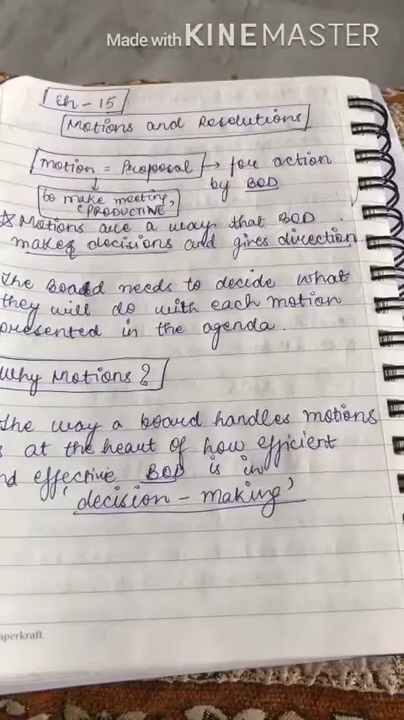 Made with KINEMASTER
Ch - 15
Motions and Resolutions
Motion = Proposal → for action
by BOD
↓
to make meeting
PRODUCTIVE
* Motions are a way that BOD
makes decisions and gives direction
The Board needs to decide what
they will do with each motion
presented in the agenda.
Why Motions?
The way a board handles motions
is at the heart of how efficient
and effective BOD is in
'decision - making'
aperkraft